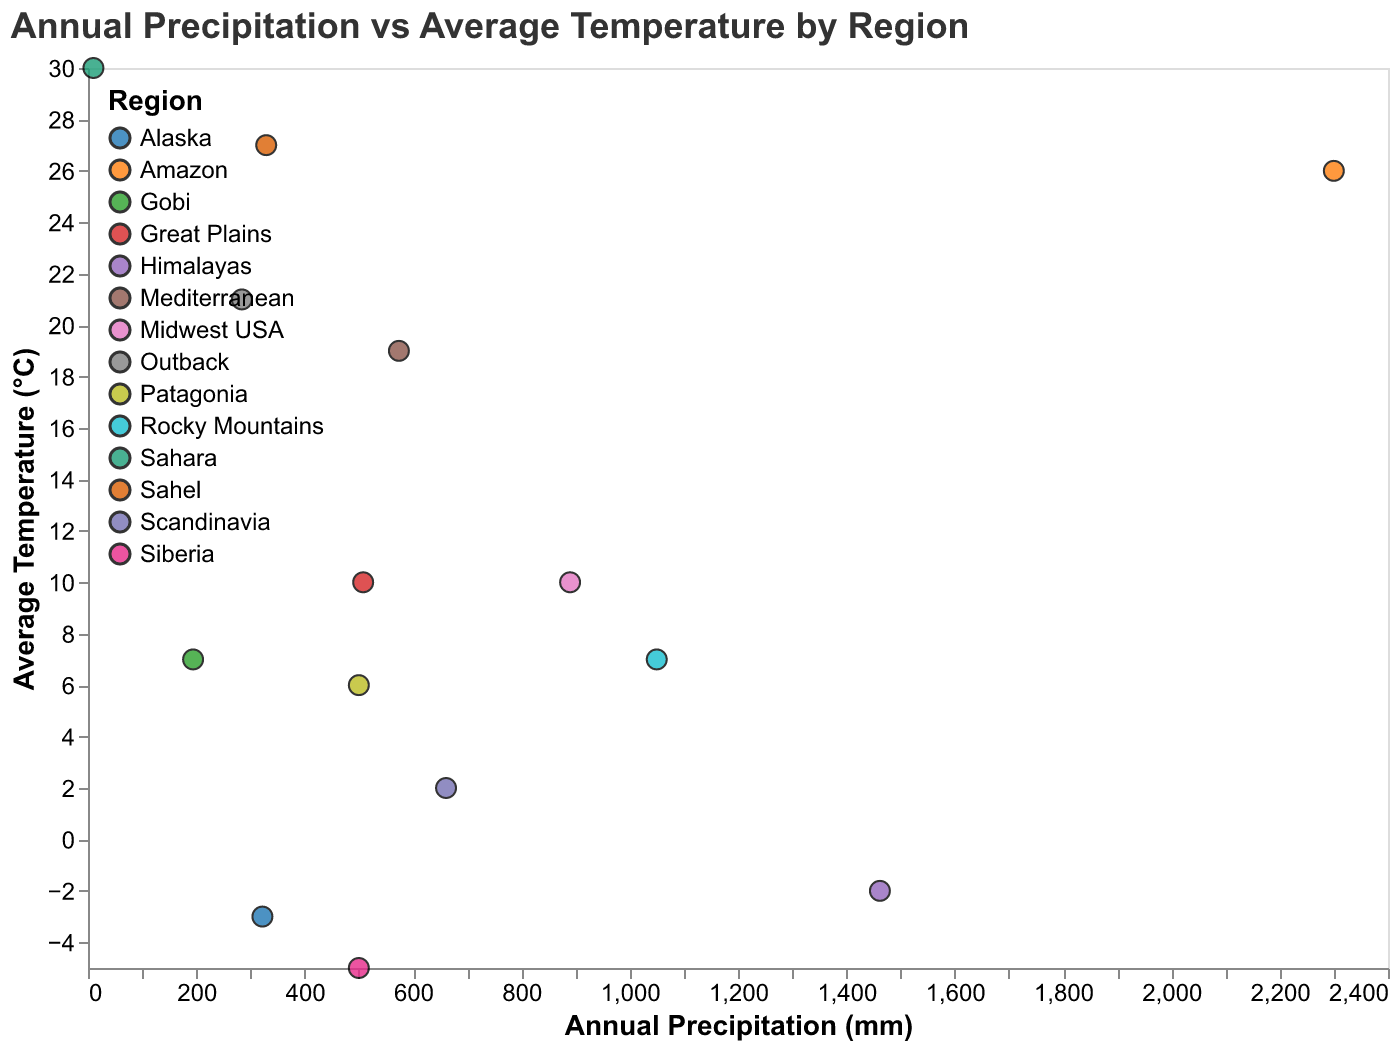 Annual Precipitation vs Average Temperature by Region
30
28
26
24
22
20
18
16
14
12
10
8
6
4
2
0
−2
−4
Average Temperature (°C)
Region
Alaska
Amazon
Gobi
Great Plains
Himalayas
Mediterranean
Midwest USA
Outback
Patagonia
Rocky Mountains
Sahara
Sahel
Scandinavia
Siberia
0 200 400 600 800 1,000 1,200 1,400 1,600 1,800 2,000 2,200 2,400
Annual Precipitation (mm)